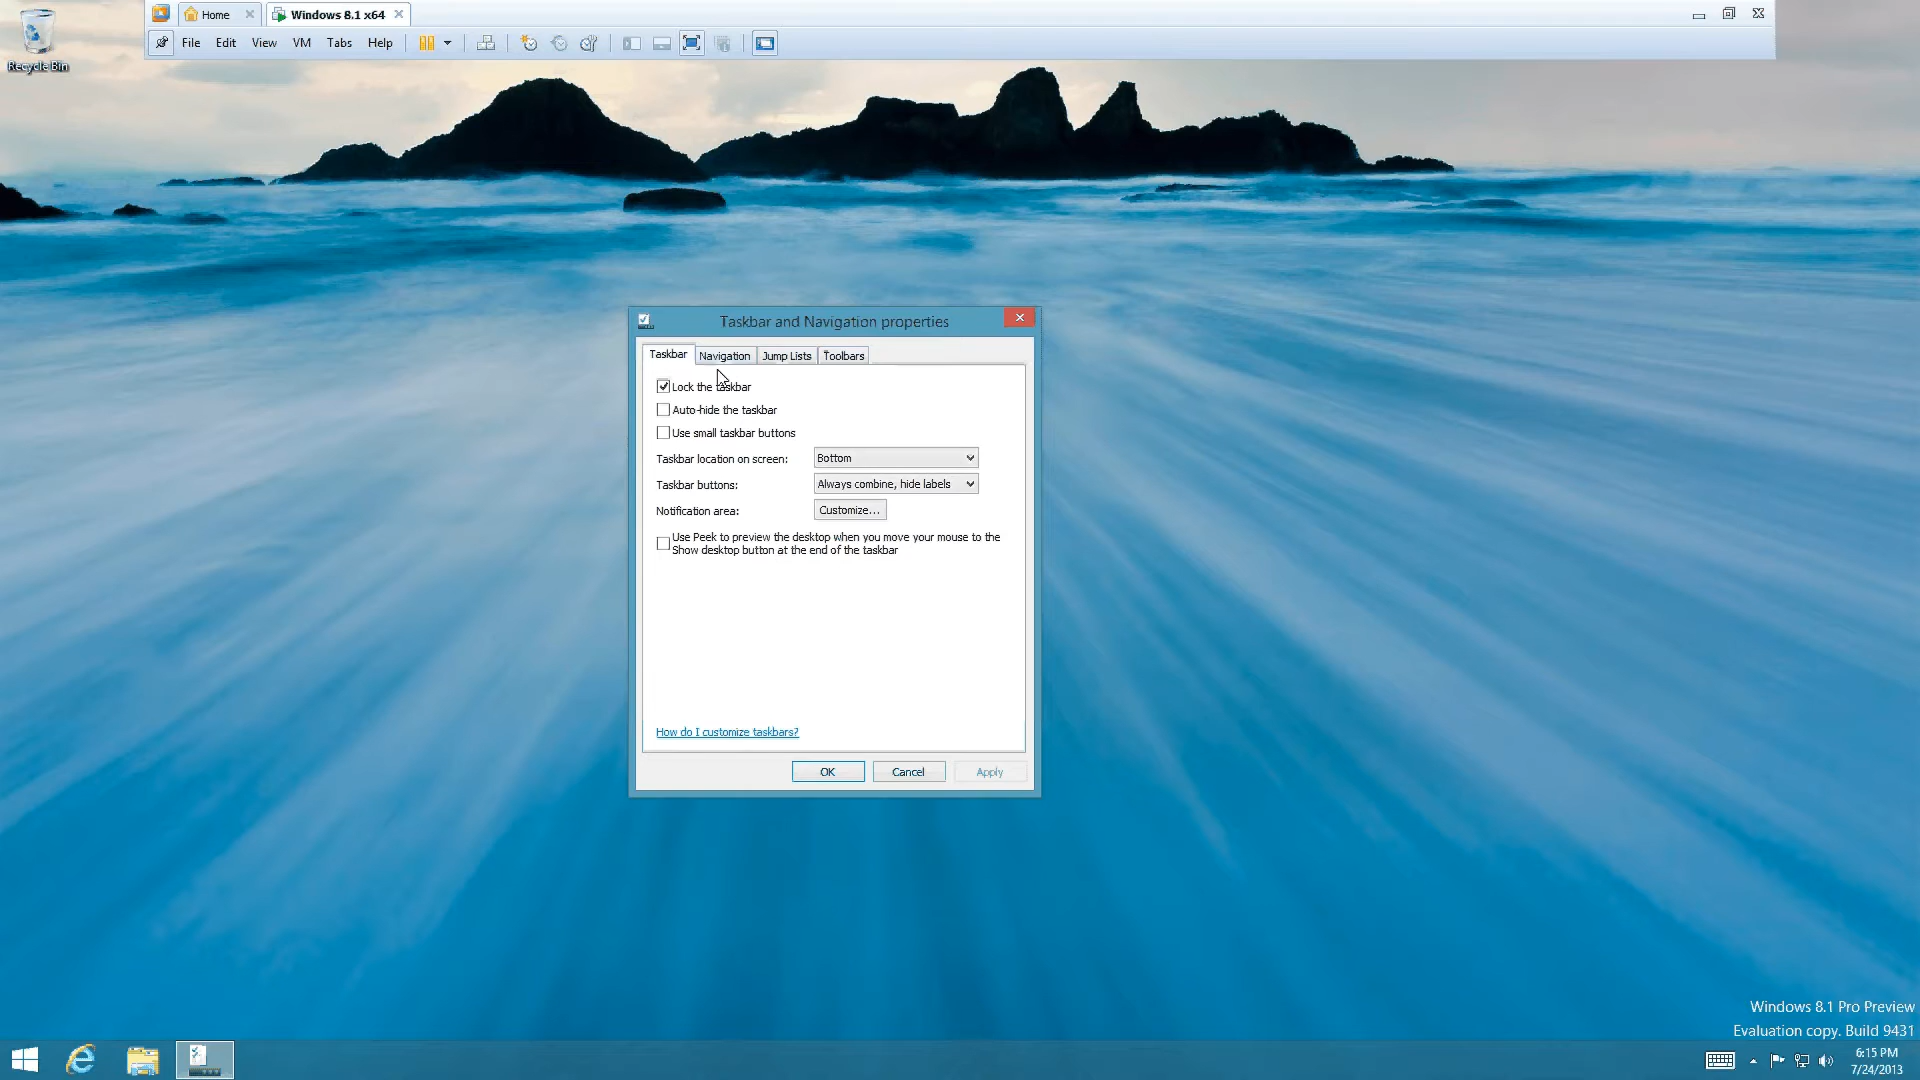 Home
Windows 8.1 x64
File Edit View VM Tabs Help
Recycle Bin
Taskbar and Navigation properties
Taskbar Navigation Jump Lists Toolbars
Lock the taskbar
Auto-hide the taskbar
Use small taskbar buttons
Taskbar location on screen: Bottom
Taskbar buttons: Always combine, hide labels
Notification area: Customize...
Use Peek to preview the desktop when you move your mouse to the
Show desktop button at the end of the taskbar
How do I customize taskbars?
OK Cancel Apply
Windows 8.1 Pro Preview
Evaluation copy. Build 9431
6:15 PM
7/24/2013